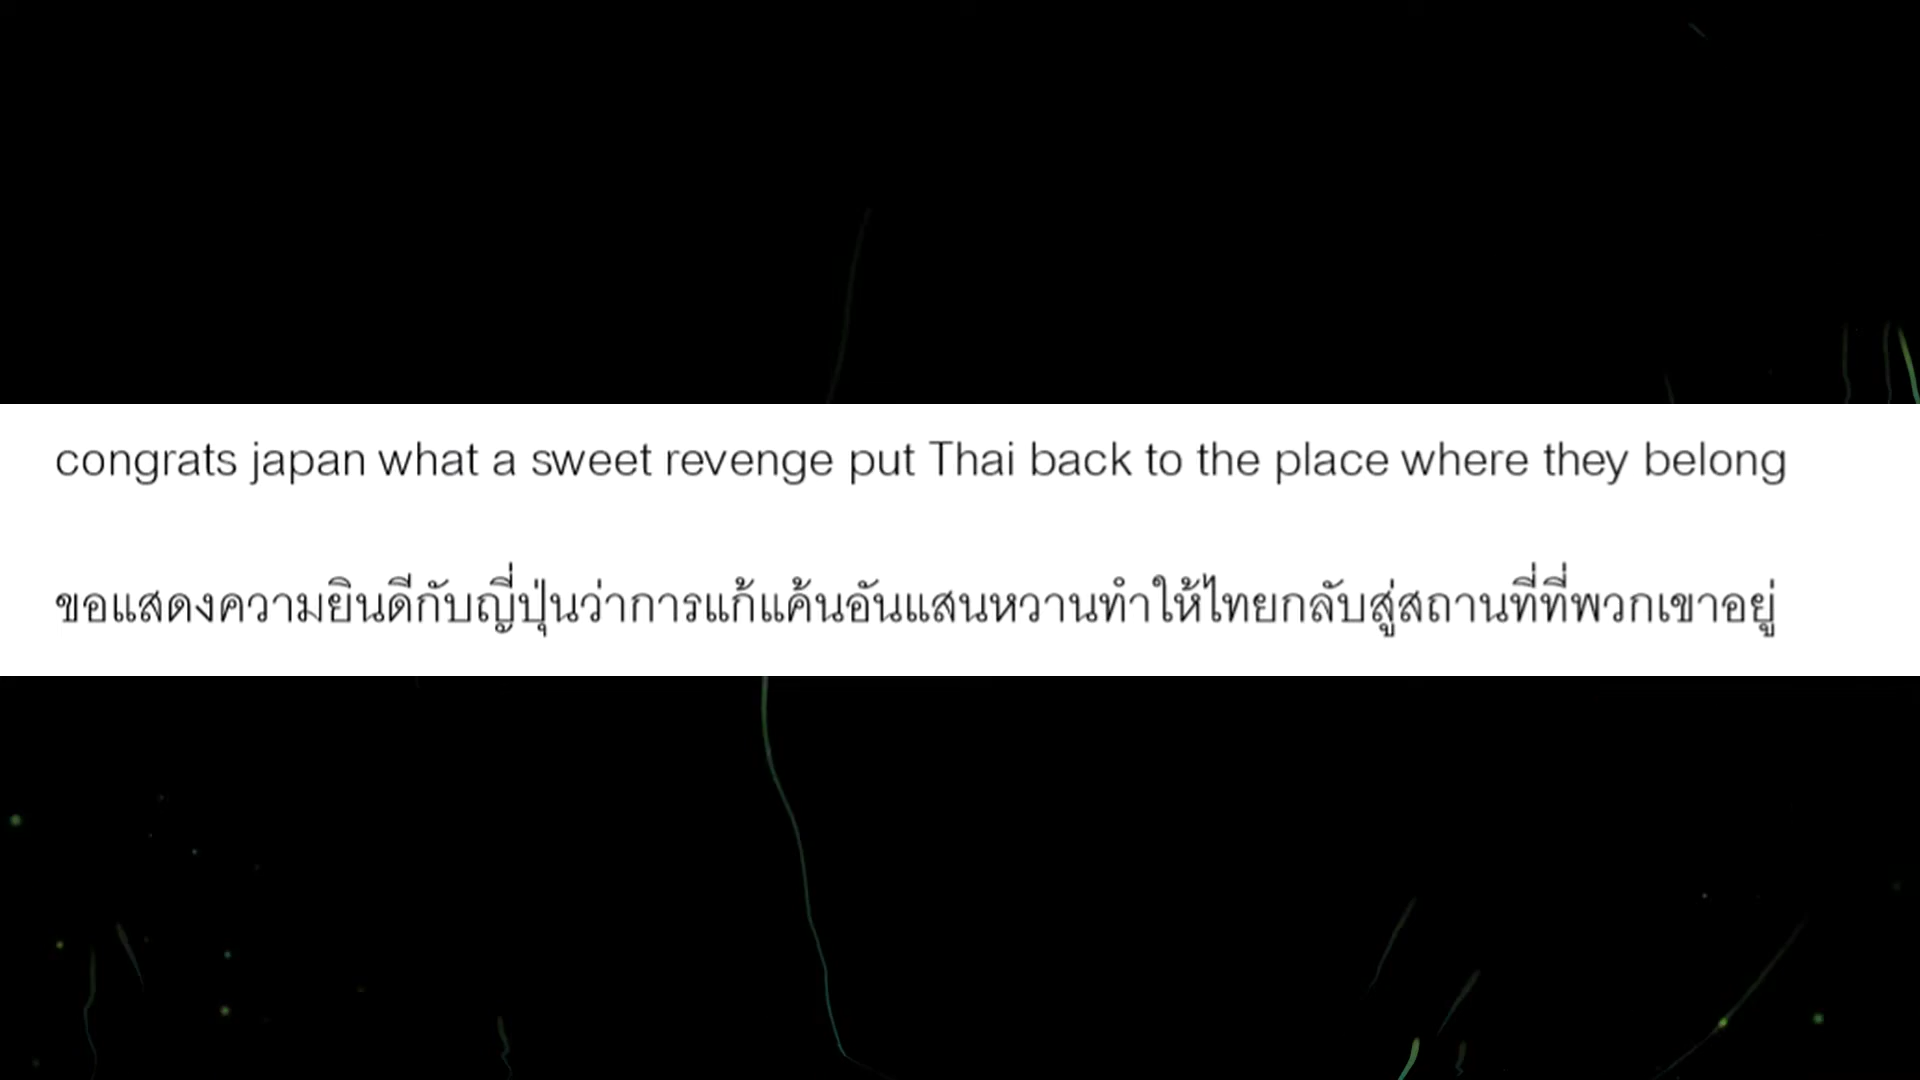 congrats japan what a sweet revenge put Thai back to the place where they belong
ขอแสดงความยินดีกับญี่ปุ่นว่าการแก้แค้นอันแสนหวานทำให้ไทยกลับสู่สถานที่ที่พวกเขาอยู่